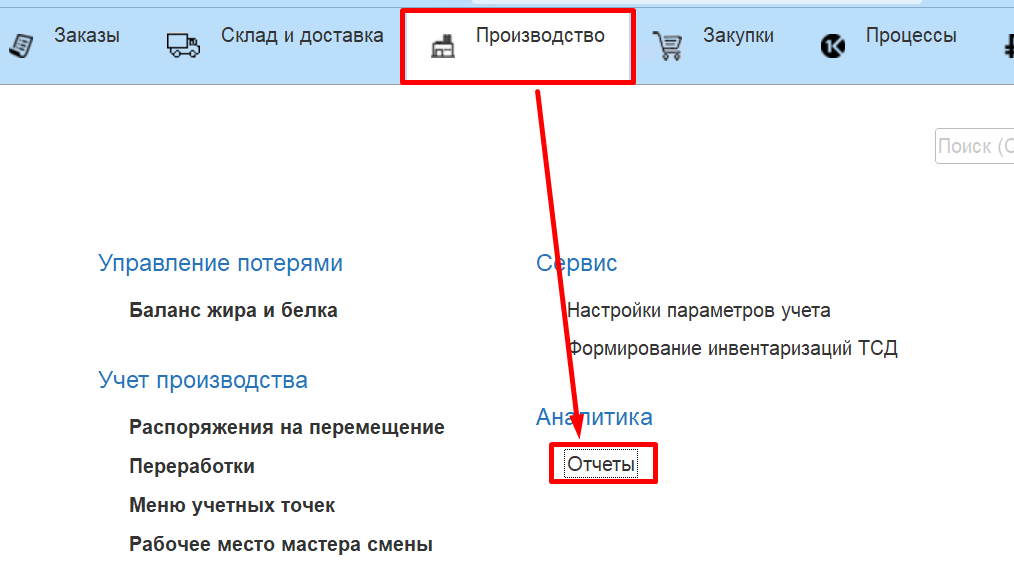 Заказы
Склад и доставка
Производство
Закупки
Процессы
Поиск (
Управление потерями
Баланс жира и белка
Учет производства
Распоряжения на перемещение
Переработки
Меню учетных точек
Рабочее место мастера смены
Сервис
Настройки параметров учета
Формирование инвентаризаций ТСД
Аналитика
Отчеты